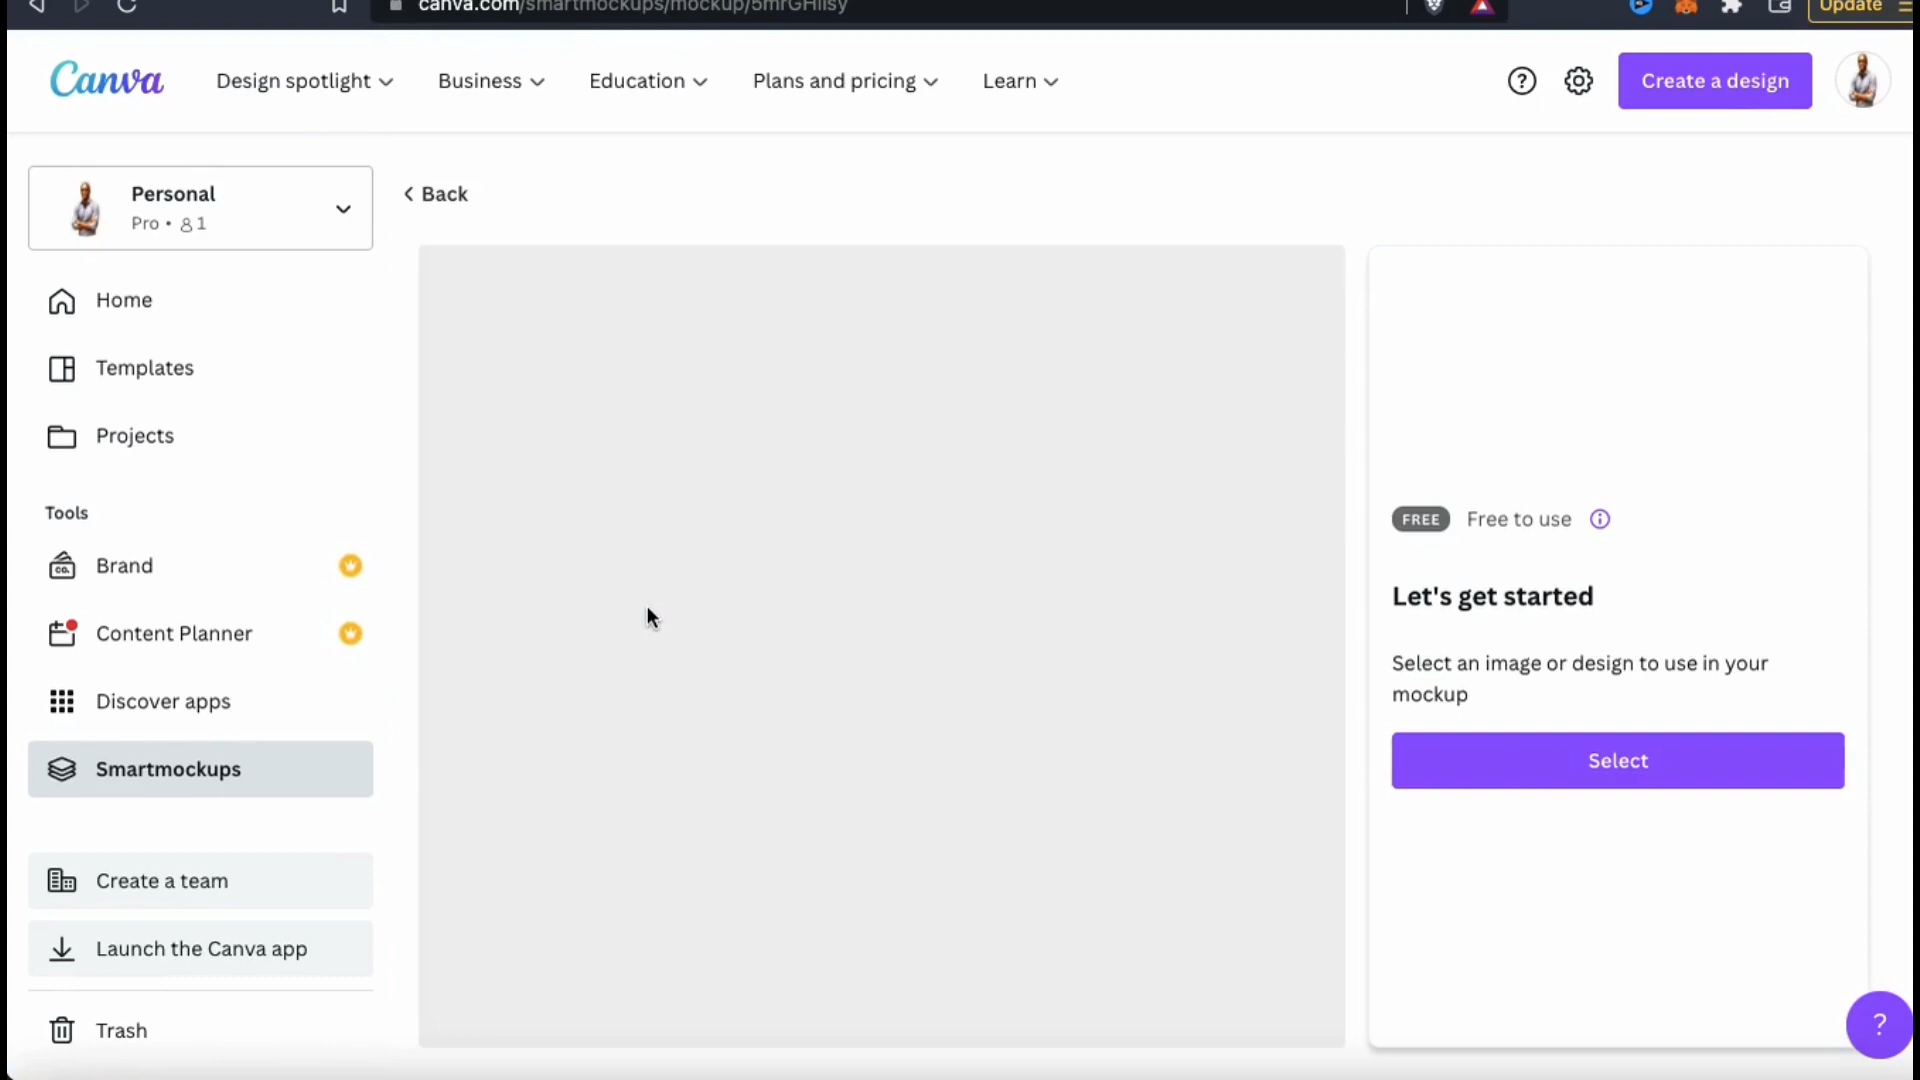 canva.com/smartmockups/mockup/
Update
Canva
Design spotlight
Business
Education
Plans and pricing
Learn
Create a design
Personal
Pro • 1
Back
Home
Templates
Projects
Tools
CO.
Brand
Content Planner
Discover apps
Smartmockups
Create a team
Launch the Canva app
Trash
FREE Free to use
Let's get started
Select an image or design to use in your
mockup
Select
?